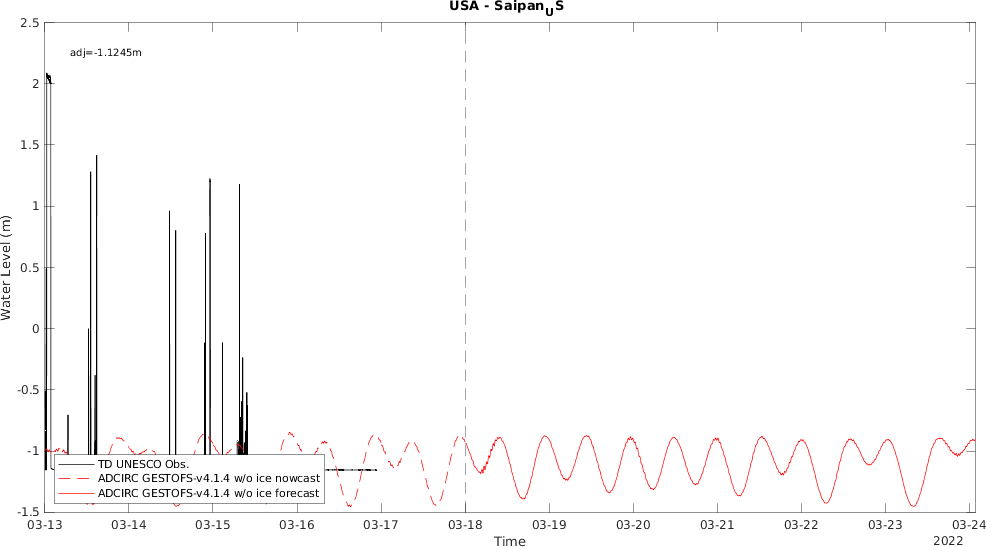 USA - SaipanUS
adj=-1.1245m
2.5
2
1.5
1
0.5
0
-0.5
-1
-1.5
Water Level (m)
TD UNESCO Obs.
ADCIRC GESTOFS-v4.1.4 w/o ice nowcast
ADCIRC GESTOFS-v4.1.4 w/o ice forecast
03-13 03-14 03-15 03-16 03-17 03-18 03-19 03-20 03-21 03-22 03-23 03-24
Time
2022